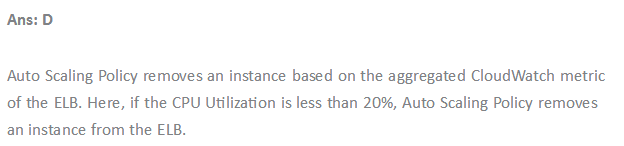 Ans: D
Auto Scaling Policy removes an instance based on the aggregated CloudWatch metric
of the ELB. Here, if the CPU Utilization is less than 20%, Auto Scaling Policy removes
an instance from the ELB.